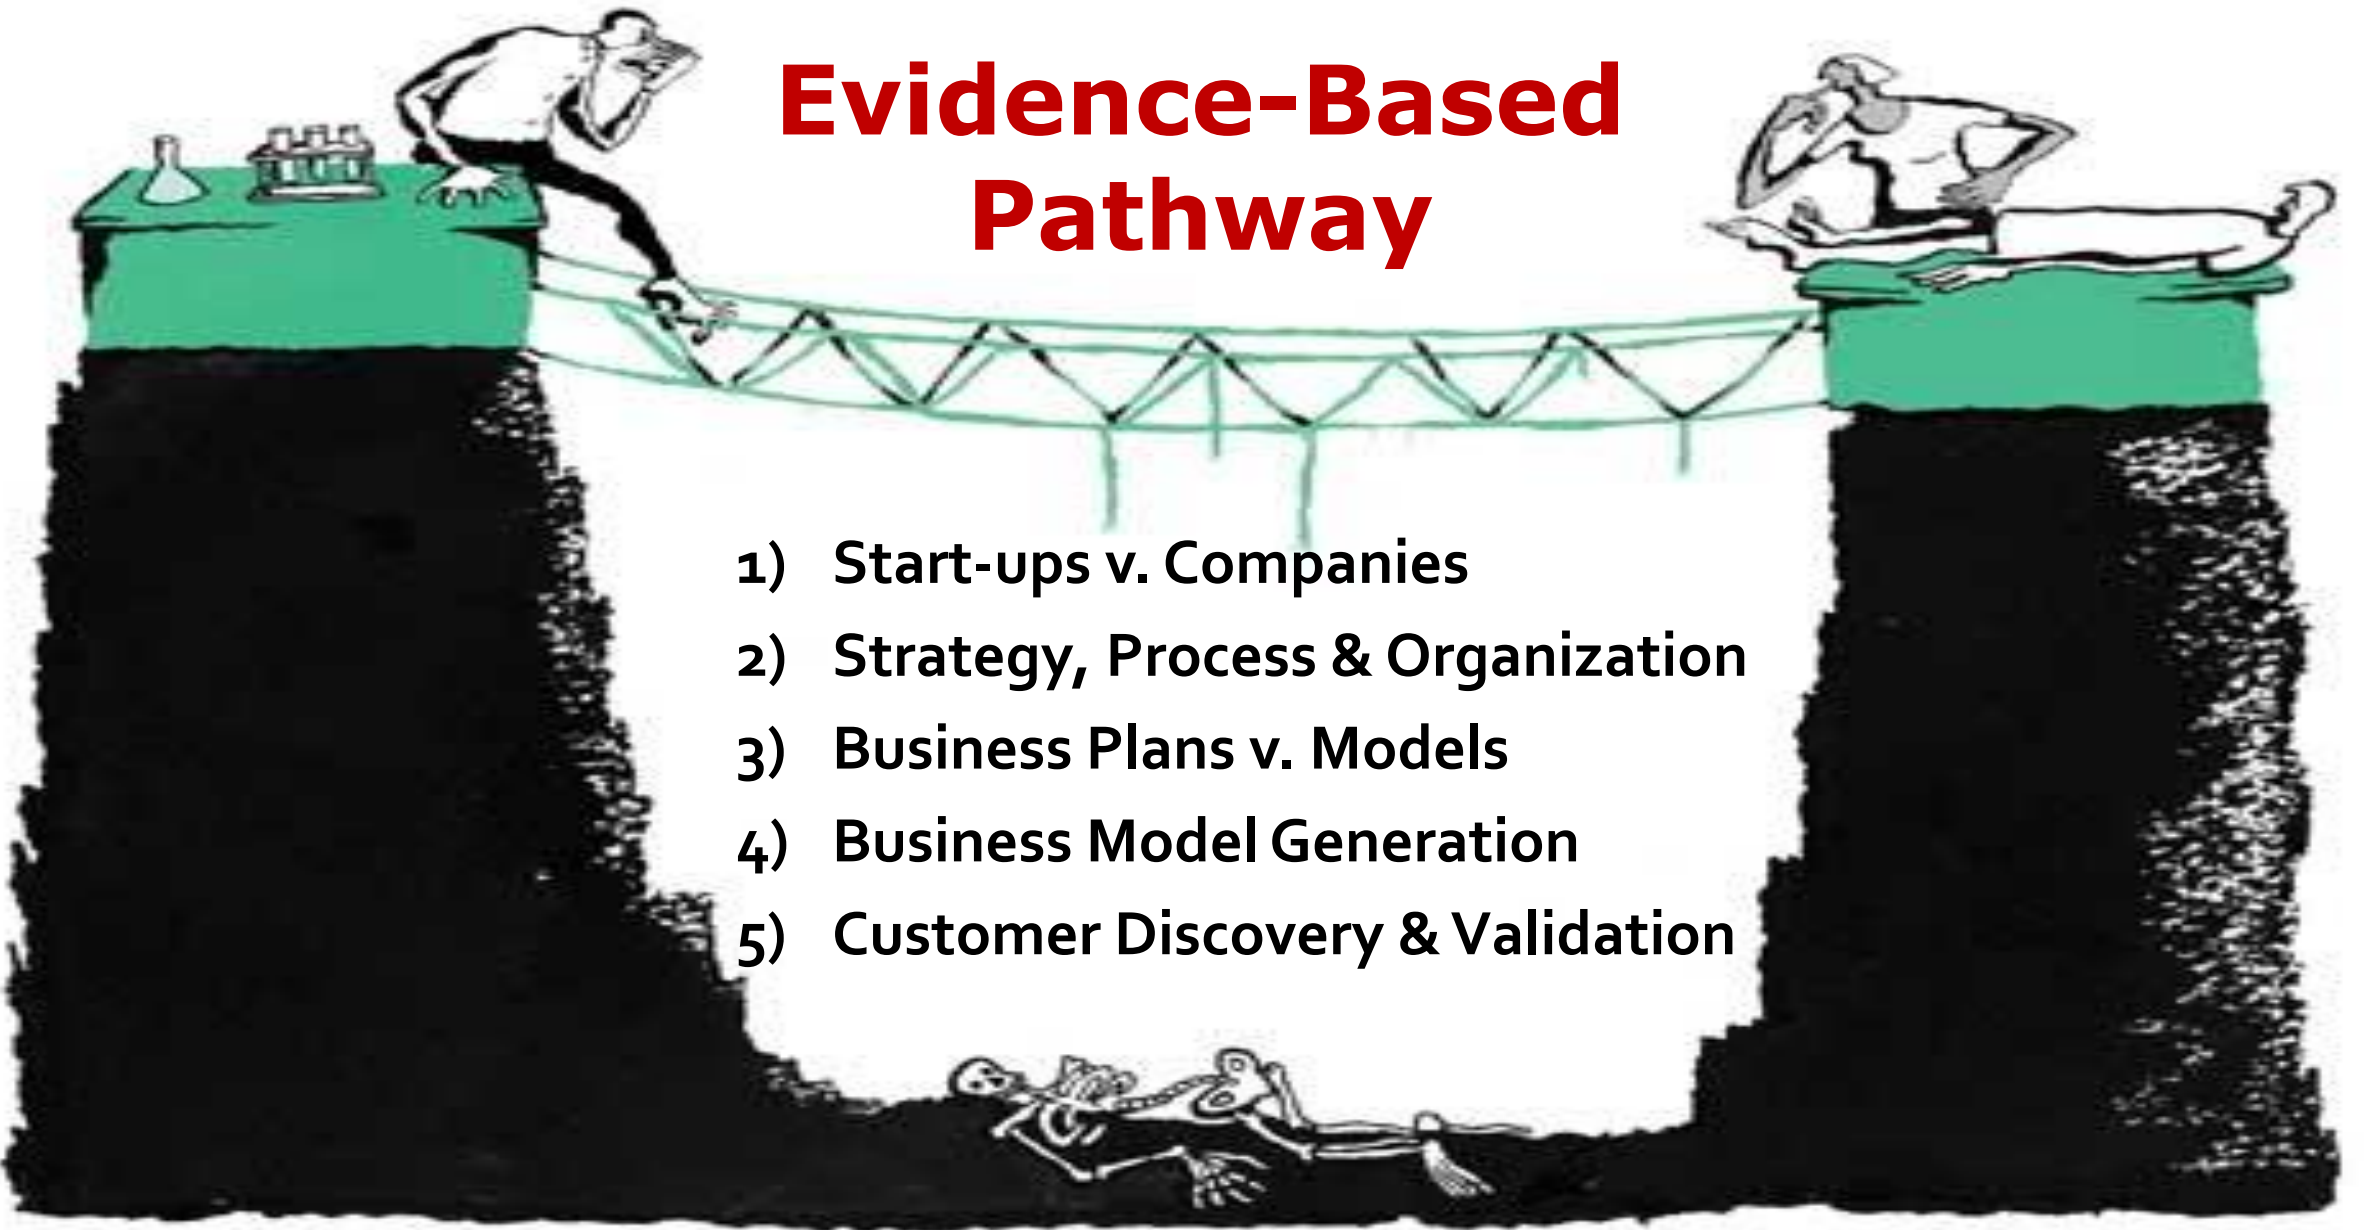 Evidence-Based
Pathway
1) Start-ups v. Companies
2) Strategy, Process & Organization
3) Business Plans v. Models
4) Business Model Generation
5) Customer Discovery & Validation